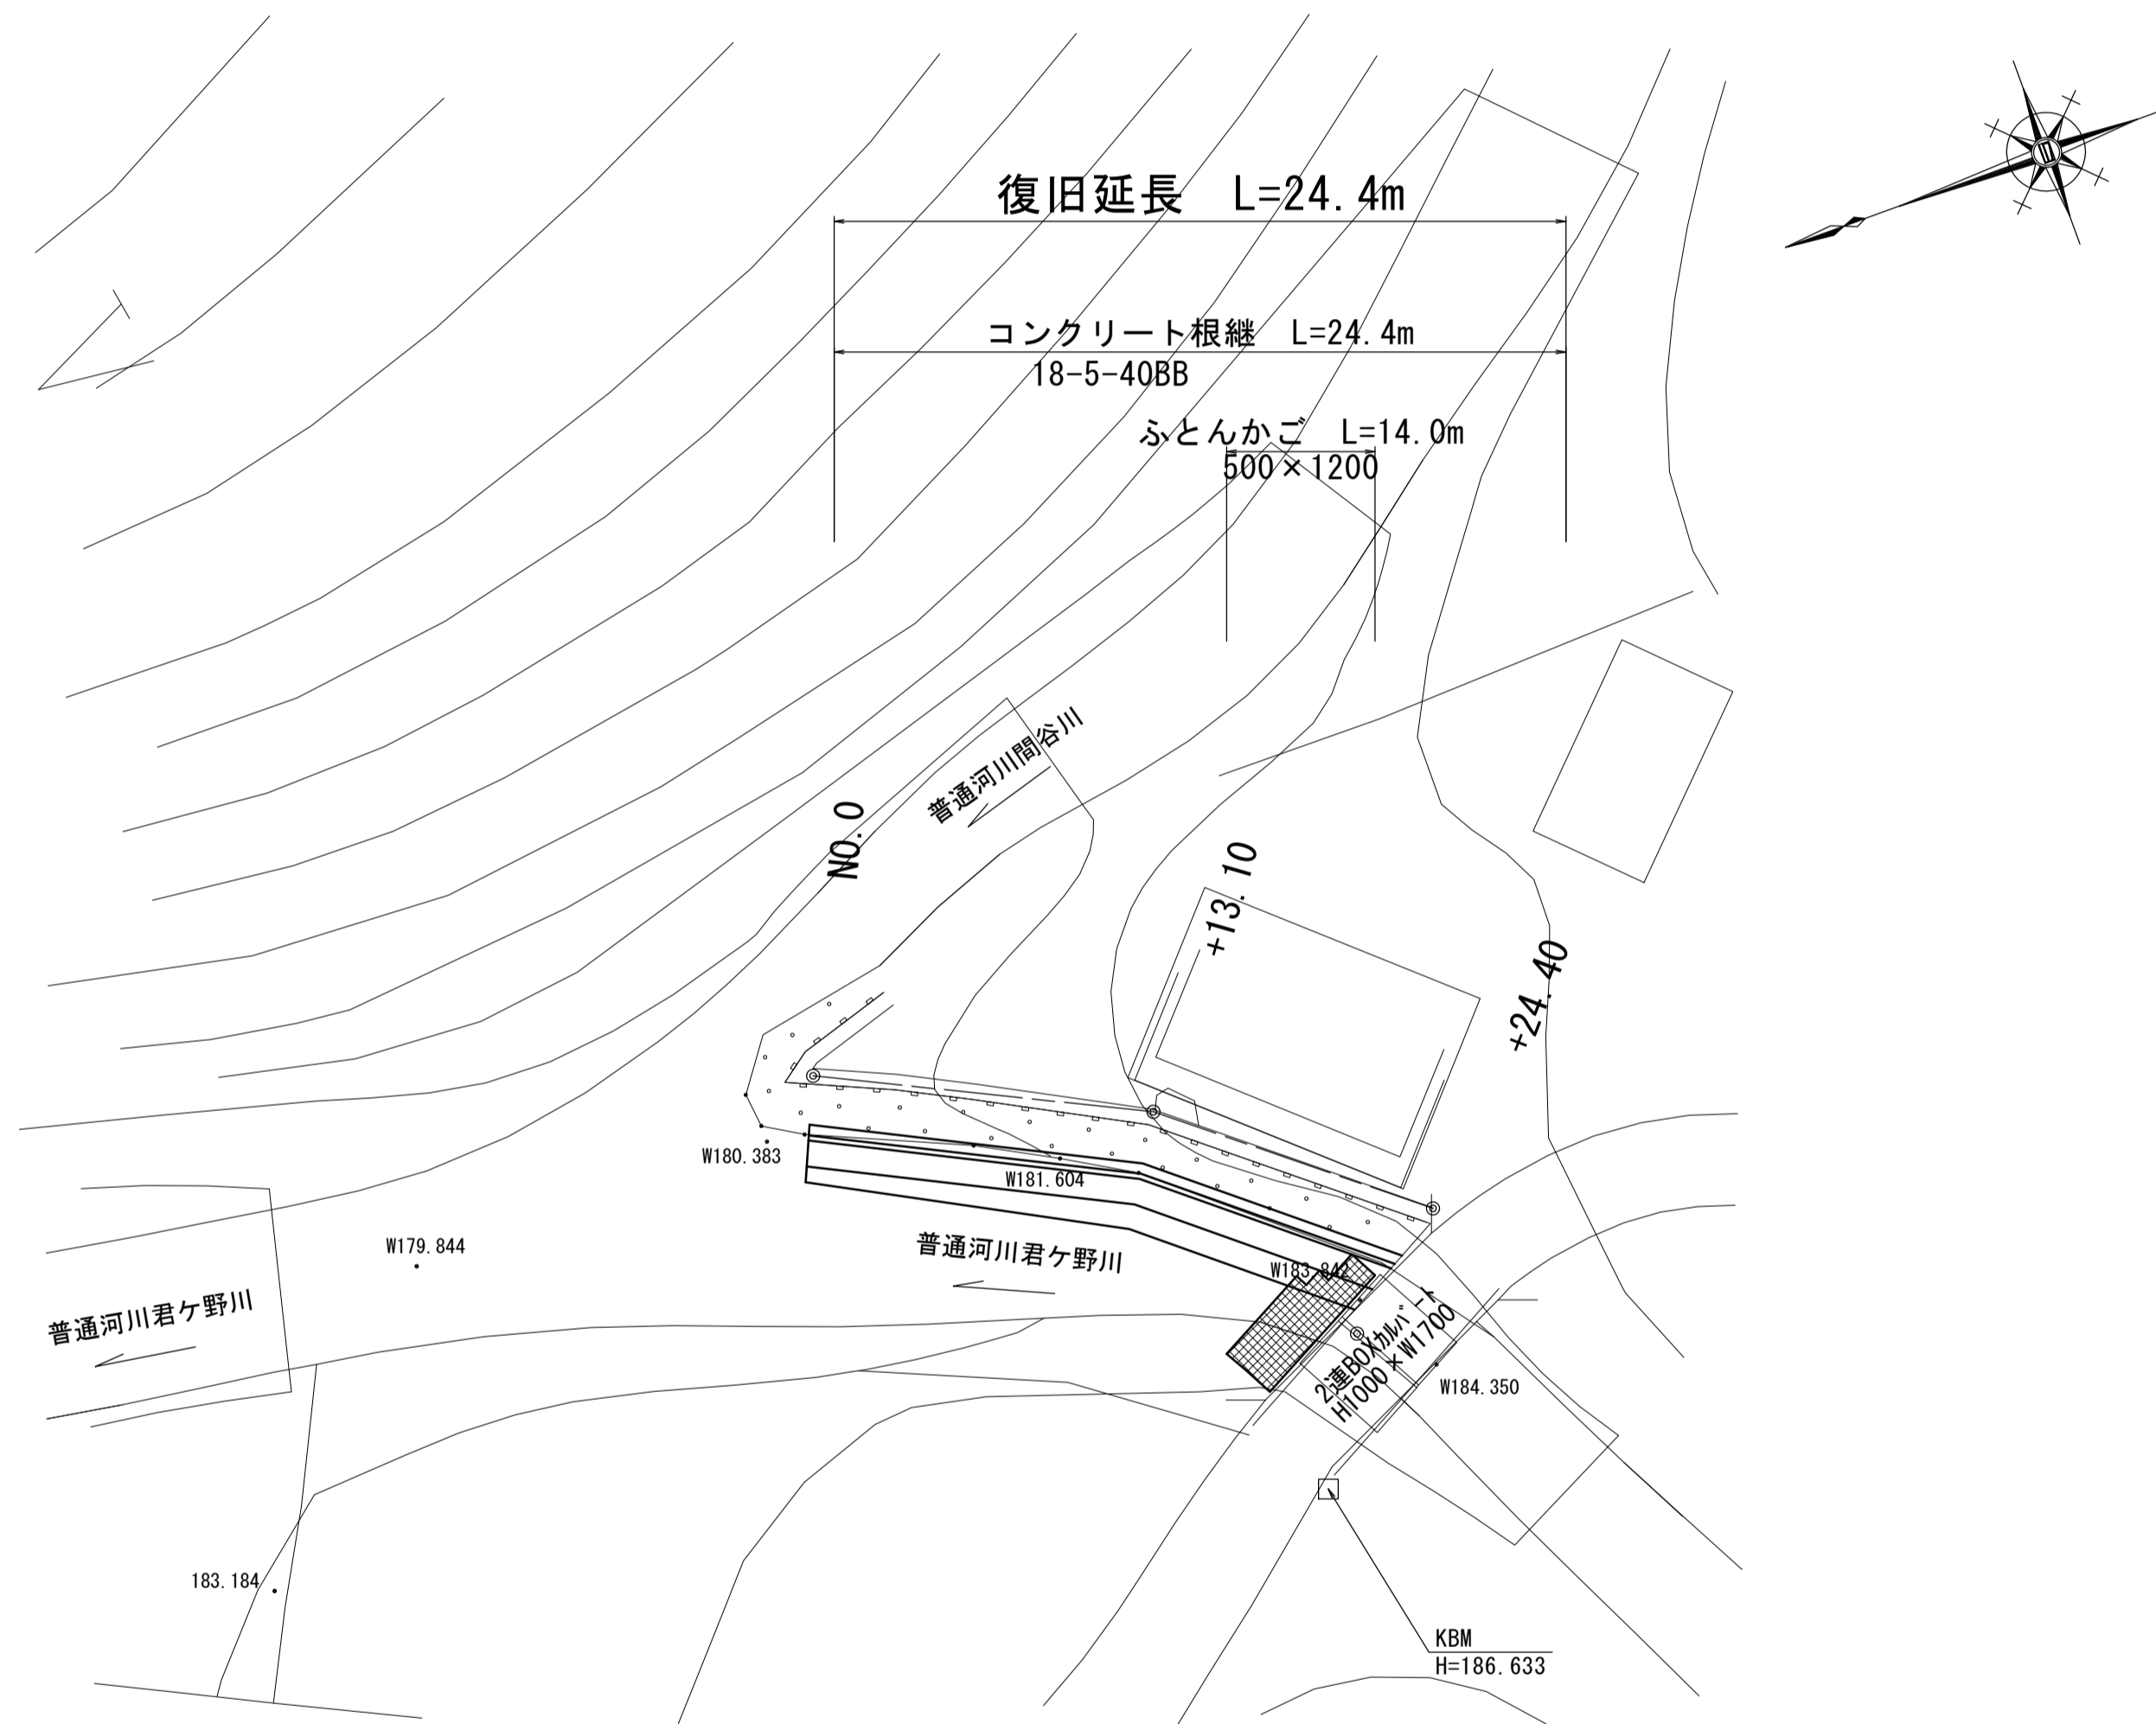 復旧延長 L=24.4m
コンクリート根継 L=24.4m
18-5-40BB
ふとんかご L=14.0m
500×1200
普通河川間谷川
NO.0
+13.10
+24.40
W180.383
W181.604
普通河川君ケ野川
W179.844
W183.842
普通河川君ケ野川
2連BOXカルバート
H1000×W1700
W184.350
183.184
KBM
H=186.633